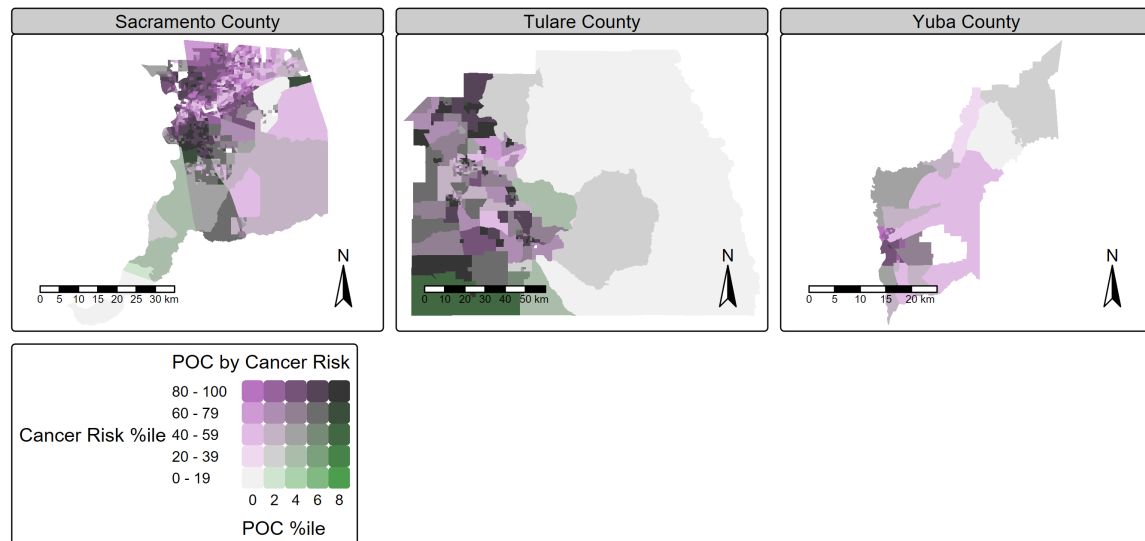 Sacramento County
Tulare County
Yuba County
N
0 5 10 15 20 25 30 km
N
0 10 20 30 40 50 km
N
0 5 10 15 20 km
POC by Cancer Risk
80 - 100
60 - 79
Cancer Risk %ile
40 - 59
20 - 39
0 - 19
0 2 4 6 8
POC %ile